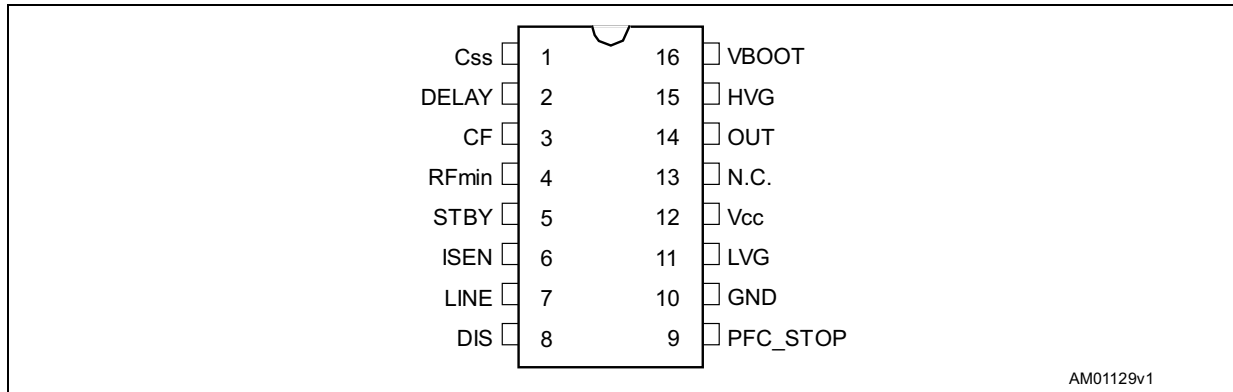 Css 1 16 VBOOT
DELAY 2 15 HVG
CF 3 14 OUT
RFmin 4 13 N.C.
STBY 5 12 Vcc
ISEN 6 11 LVG
LINE 7 10 GND
DIS 8 9 PFC_STOP
AM01129v1